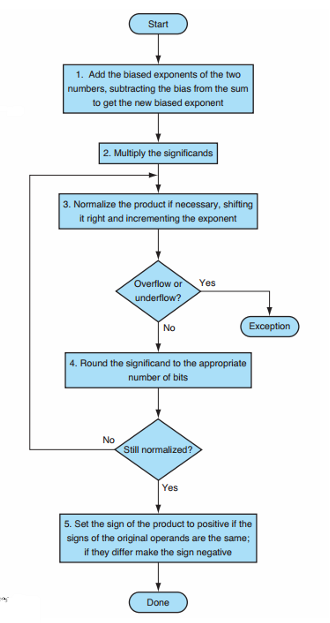 Start
1. Add the biased exponents of the two
numbers, subtracting the bias from the sum
to get the new biased exponent
2. Multiply the significands
3. Normalize the product if necessary, shifting
it right and incrementing the exponent
Overflow or
underflow?
Yes
No
Exception
4. Round the significand to the appropriate
number of bits
No
Still normalized?
Yes
5. Set the sign of the product to positive if the
signs of the original operands are the same;
if they differ make the sign negative
Done